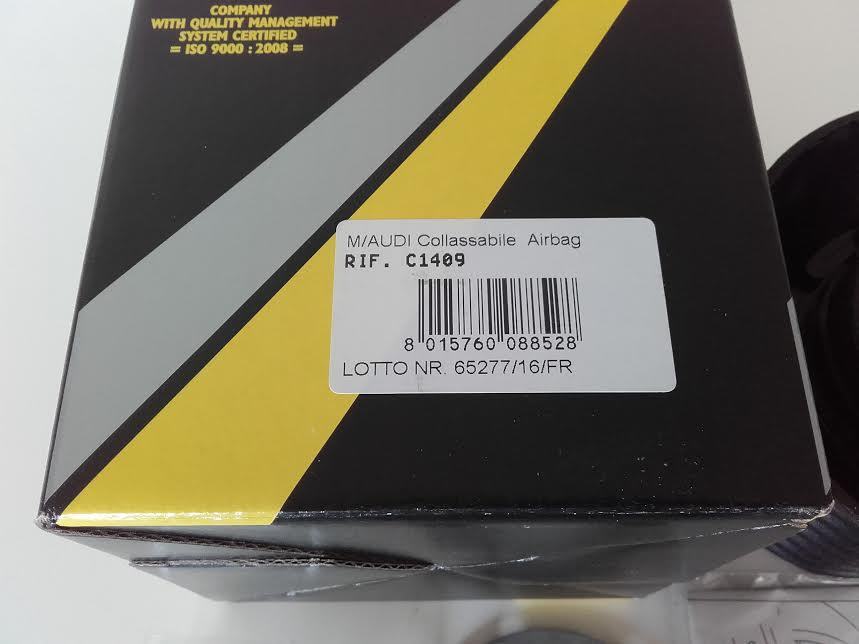 COMPANY
WITH QUALITY MANAGEMENT
SYSTEM CERTIFIED
= ISO 9000 : 2008 =
M/AUDI Collassabile Airbag
RIF. C1409
8 015760 088528
LOTTO NR. 65277/16/FR